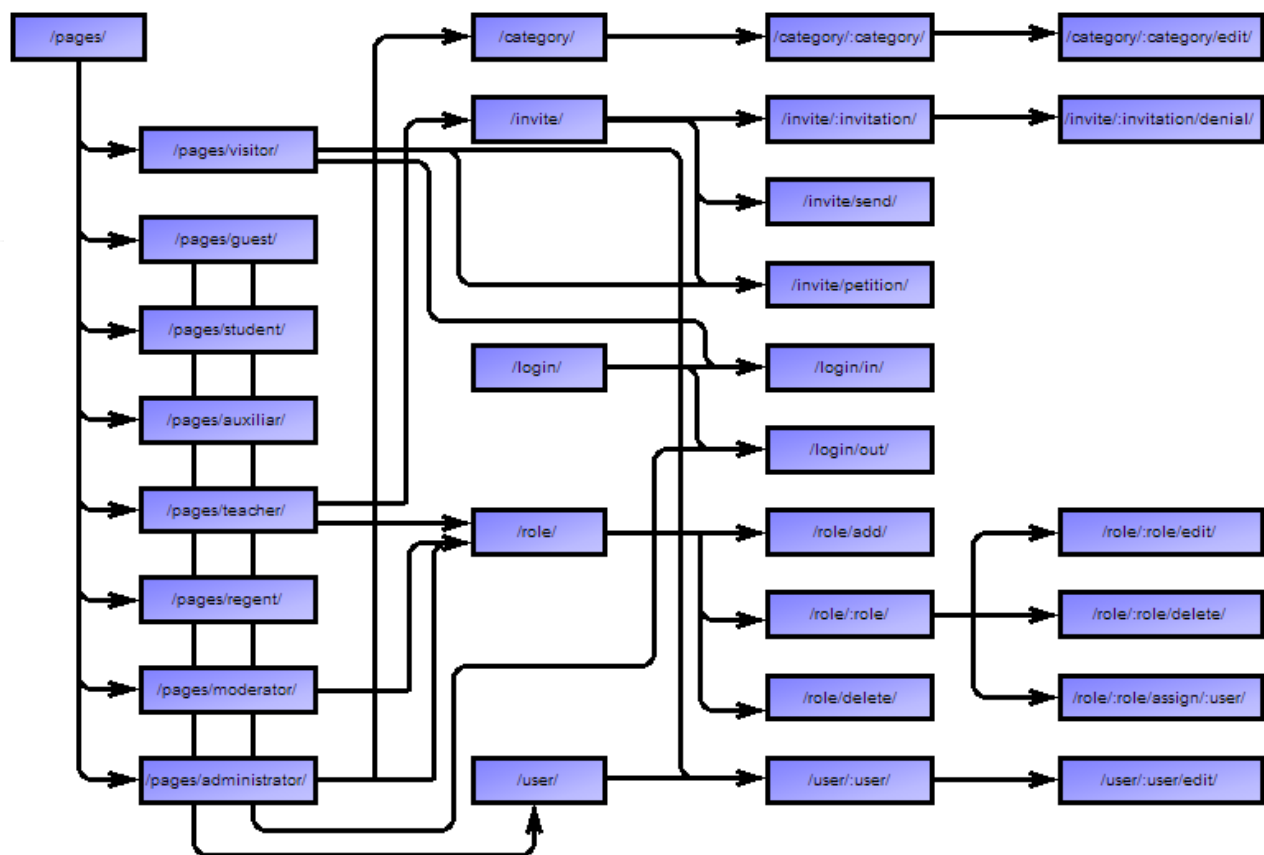 /pages/
/category/
/category/:category/
/category/:category/edit/
/pages/visitor/
/invite/
/invite/:invitation/
/invite/:invitation/denial/
/invite/send/
/pages/guest/
/invite/petition/
/pages/student/
/login/
/login/in/
/pages/auxiliar/
/login/out/
/pages/teacher/
/role/
/role/add/
/role/:role/edit/
/pages/regent/
/role/:role/
/role/:role/delete/
/pages/moderator/
/role/delete/
/role/:role/assign/:user/
/pages/administrator/
/user/
/user/:user/
/user/:user/edit/